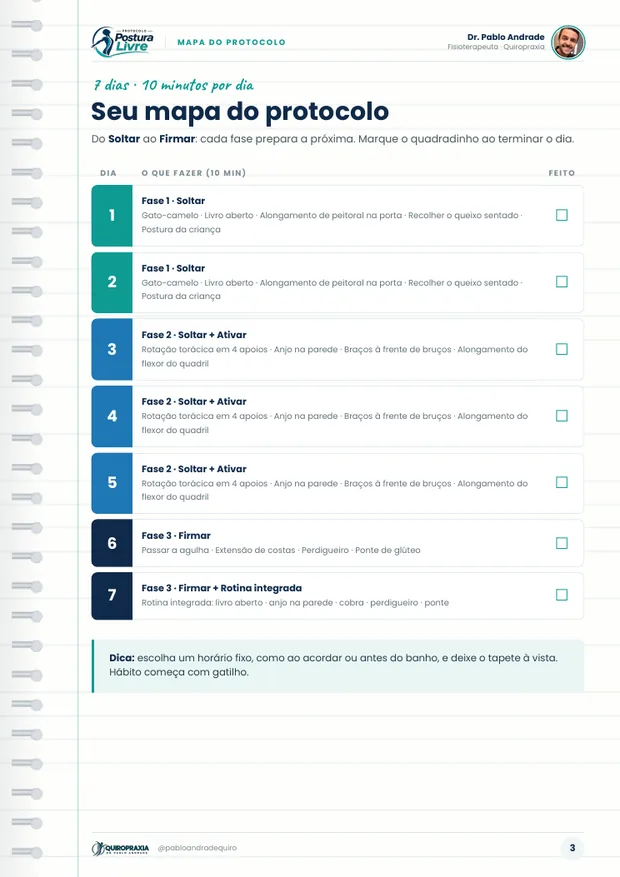 PROTOCOLO
Postura
Livre
MAPA DO PROTOCOLO
Dr. Pablo Andrade
Fisioterapeuta · Quiropraxia
7 dias · 10 minutos por dia
Seu mapa do protocolo
Do Soltar ao Firmar: cada fase prepara a próxima. Marque o quadradinho ao terminar o dia.
DIA O QUE FAZER (10 MIN) FEITO
1
Fase 1 · Soltar
Gato-camelo · Livro aberto · Alongamento de peitoral na porta · Recolher o queixo sentado ·
Postura da criança
2
Fase 1 · Soltar
Gato-camelo · Livro aberto · Alongamento de peitoral na porta · Recolher o queixo sentado ·
Postura da criança
3
Fase 2 · Soltar + Ativar
Rotação torácica em 4 apoios · Anjo na parede · Braços à frente de bruços · Alongamento do
flexor do quadril
4
Fase 2 · Soltar + Ativar
Rotação torácica em 4 apoios · Anjo na parede · Braços à frente de bruços · Alongamento do
flexor do quadril
5
Fase 2 · Soltar + Ativar
Rotação torácica em 4 apoios · Anjo na parede · Braços à frente de bruços · Alongamento do
flexor do quadril
6
Fase 3 · Firmar
Passar a agulha · Extensão de costas · Perdigueiro · Ponte de glúteo
7
Fase 3 · Firmar + Rotina integrada
Rotina integrada: livro aberto · anjo na parede · cobra · perdigueiro · ponte
Dica: escolha um horário fixo, como ao acordar ou antes do banho, e deixe o tapete à vista.
Hábito começa com gatilho.
QUIROPRAXIA
DR PABLO ANDRADE
@pabloandradequiro
3